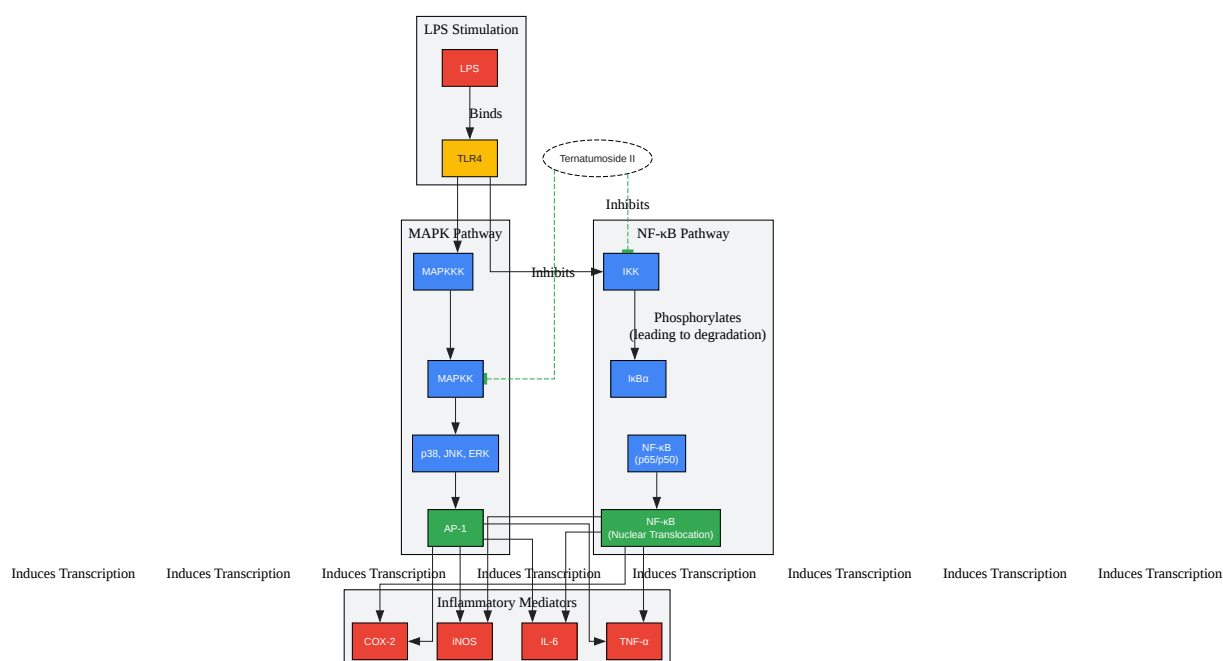 LPS Stimulation
LPS
Binds
TLR4
Ternatumoside II
Inhibits
MAPK Pathway
NF-κB Pathway
MAPKKK
Inhibits
IKK
Phosphorylates
(leading to degradation)
MAPKK
IκBα
p38, JNK, ERK
NF-κB
(p65/p50)
AP-1
NF-κB
(Nuclear Translocation)
Induces Transcription
Induces Transcription
Induces Transcription
Induces Transcription
Induces Transcription
Induces Transcription
Induces Transcription
Induces Transcription
Inflammatory Mediators
COX-2
iNOS
IL-6
TNF-α